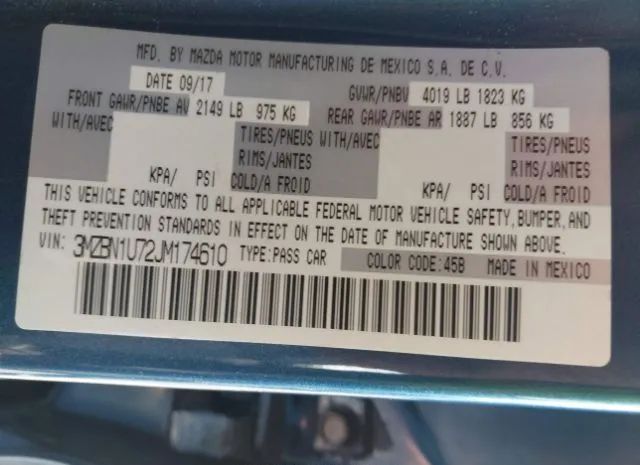 MFD. BY MAZDA MOTOR MANUFACTURING DE MEXICO S.A. DE C.V.
DATE 09/17 GVWR/PNBV 4019 LB 1823 KG
FRONT GAWR/PNBE AV 2149 LB 975 KG REAR GAWR/PNBE AR 1887 LB 856 KG
WITH/AVEC TIRES/PNEUS WITH/AVEC TIRES/PNEUS
RIMS/JANTES RIMS/JANTES
KPA/ PSI COLD/A FROID KPA/ PSI COLD/A FROID
THIS VEHICLE CONFORMS TO ALL APPLICABLE FEDERAL MOTOR VEHICLE SAFETY, BUMPER, AND
THEFT PREVENTION STANDARDS IN EFFECT ON THE DATE OF MANUFACTURE SHOWN ABOVE.
VIN: 3MZBN1U72JM174610 TYPE:PASS CAR COLOR CODE:45B MADE IN MEXICO